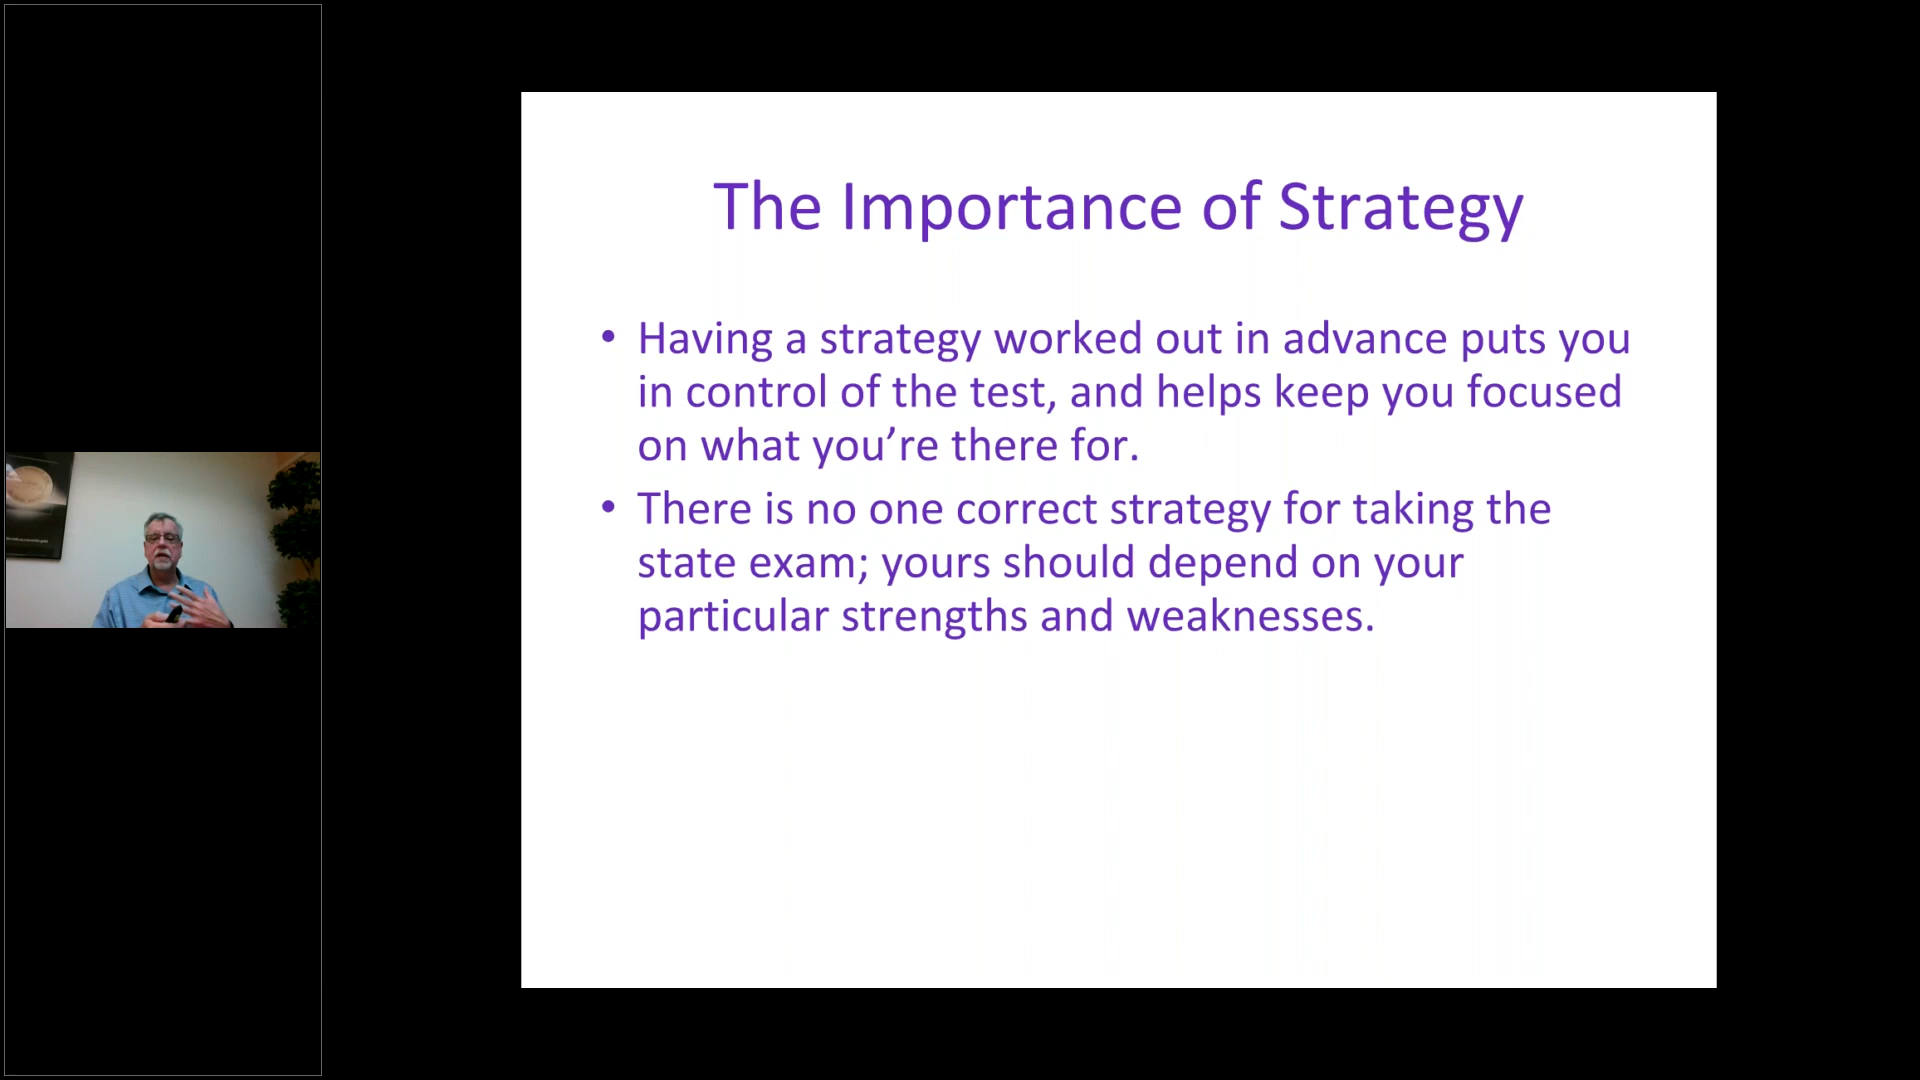 The Importance of Strategy
• Having a strategy worked out in advance puts you
in control of the test, and helps keep you focused
on what you’re there for.
• There is no one correct strategy for taking the
state exam; yours should depend on your
particular strengths and weaknesses.